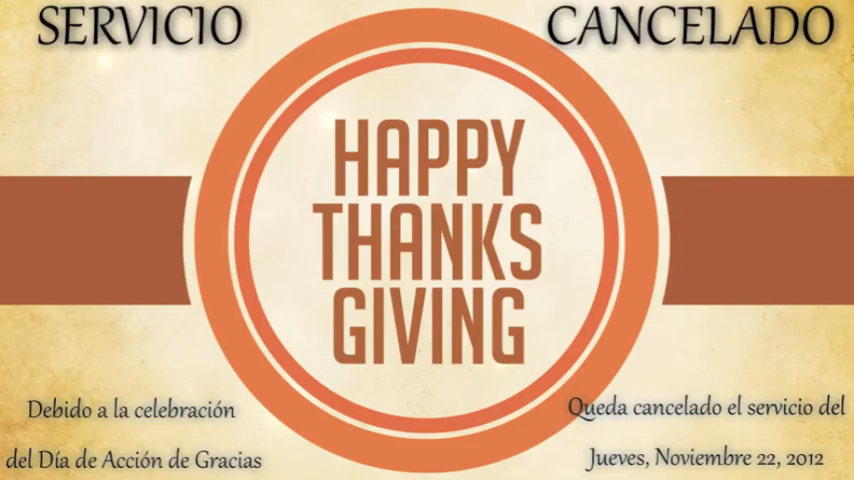 SERVICIO CANCELADO
HAPPY
THANKS
GIVING
Debido a la celebración
del Día de Acción de Gracias
Queda cancelado el servicio del
Jueves, Noviembre 22, 2012